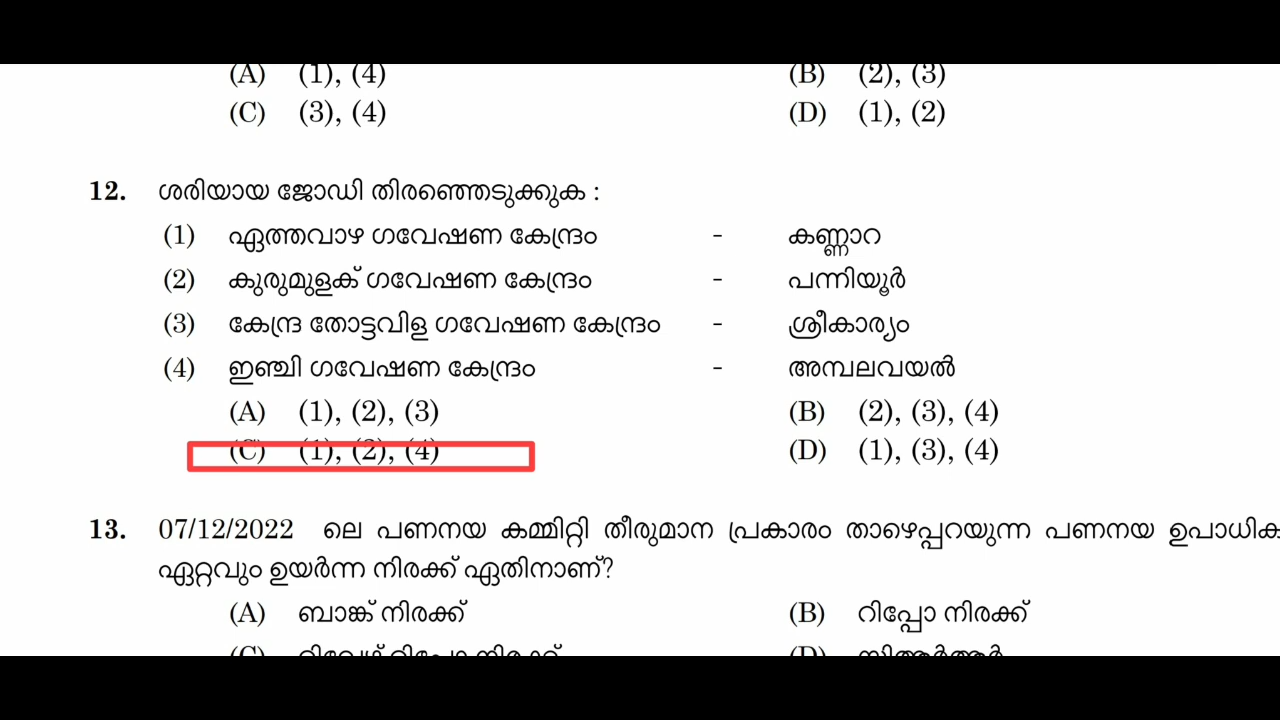 (A) (1), (4) (B) (2), (3)
(C) (3), (4) (D) (1), (2)
12. ശരിയായ ജോഡി തിരഞ്ഞെടുക്കുക :
(1) ഏത്തവാഴ ഗവേഷണ കേന്ദ്രം - കണ്ണാറ
(2) കുരുമുളക് ഗവേഷണ കേന്ദ്രം - പന്നിയൂർ
(3) കേന്ദ്ര തോട്ടവിള ഗവേഷണ കേന്ദ്രം - ശ്രീകാര്യം
(4) ഇഞ്ചി ഗവേഷണ കേന്ദ്രം - അമ്പലവയൽ
(A) (1), (2), (3) (B) (2), (3), (4)
(C) (1), (2), (4) (D) (1), (3), (4)
13. 07/12/2022 ലെ പണനയ കമ്മിറ്റി തീരുമാന പ്രകാരം താഴെപ്പറയുന്ന പണനയ ഉപാധിക
ഏറ്റവും ഉയർന്ന നിരക്ക് ഏതിനാണ്?
(A) ബാങ്ക് നിരക്ക് (B) റിപ്പോ നിരക്ക്
(C) റിവേഴ്സ് റിപ്പോ നിരക്ക് (D) സിആർആർ